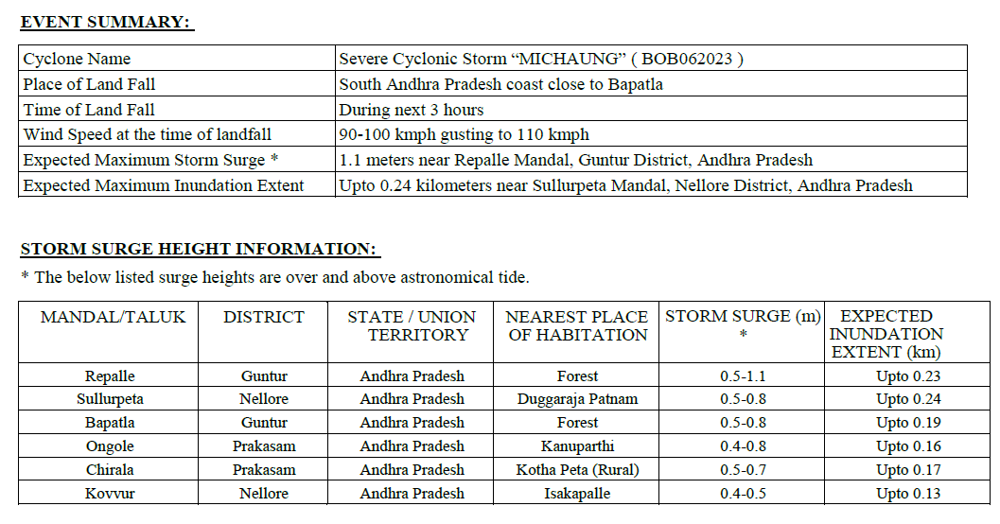 EVENT SUMMARY:
Cyclone Name Severe Cyclonic Storm “MICHAUNG” ( BOB062023 )
Place of Land Fall South Andhra Pradesh coast close to Bapatla
Time of Land Fall During next 3 hours
Wind Speed at the time of landfall 90-100 kmph gusting to 110 kmph
Expected Maximum Storm Surge * 1.1 meters near Repalle Mandal, Guntur District, Andhra Pradesh
Expected Maximum Inundation Extent Upto 0.24 kilometers near Sullurpeta Mandal, Nellore District, Andhra Pradesh
STORM SURGE HEIGHT INFORMATION:
* The below listed surge heights are over and above astronomical tide.
MANDAL/TALUK DISTRICT STATE / UNION NEAREST PLACE STORM SURGE (m) EXPECTED
TERRITORY OF HABITATION * INUNDATION
EXTENT (km)
Repalle Guntur Andhra Pradesh Forest 0.5-1.1 Upto 0.23
Sullurpeta Nellore Andhra Pradesh Duggaraja Patnam 0.5-0.8 Upto 0.24
Bapatla Guntur Andhra Pradesh Forest 0.5-0.8 Upto 0.19
Ongole Prakasam Andhra Pradesh Kanuparthi 0.4-0.8 Upto 0.16
Chirala Prakasam Andhra Pradesh Kotha Peta (Rural) 0.5-0.7 Upto 0.17
Kovvur Nellore Andhra Pradesh Isakapalle 0.4-0.5 Upto 0.13